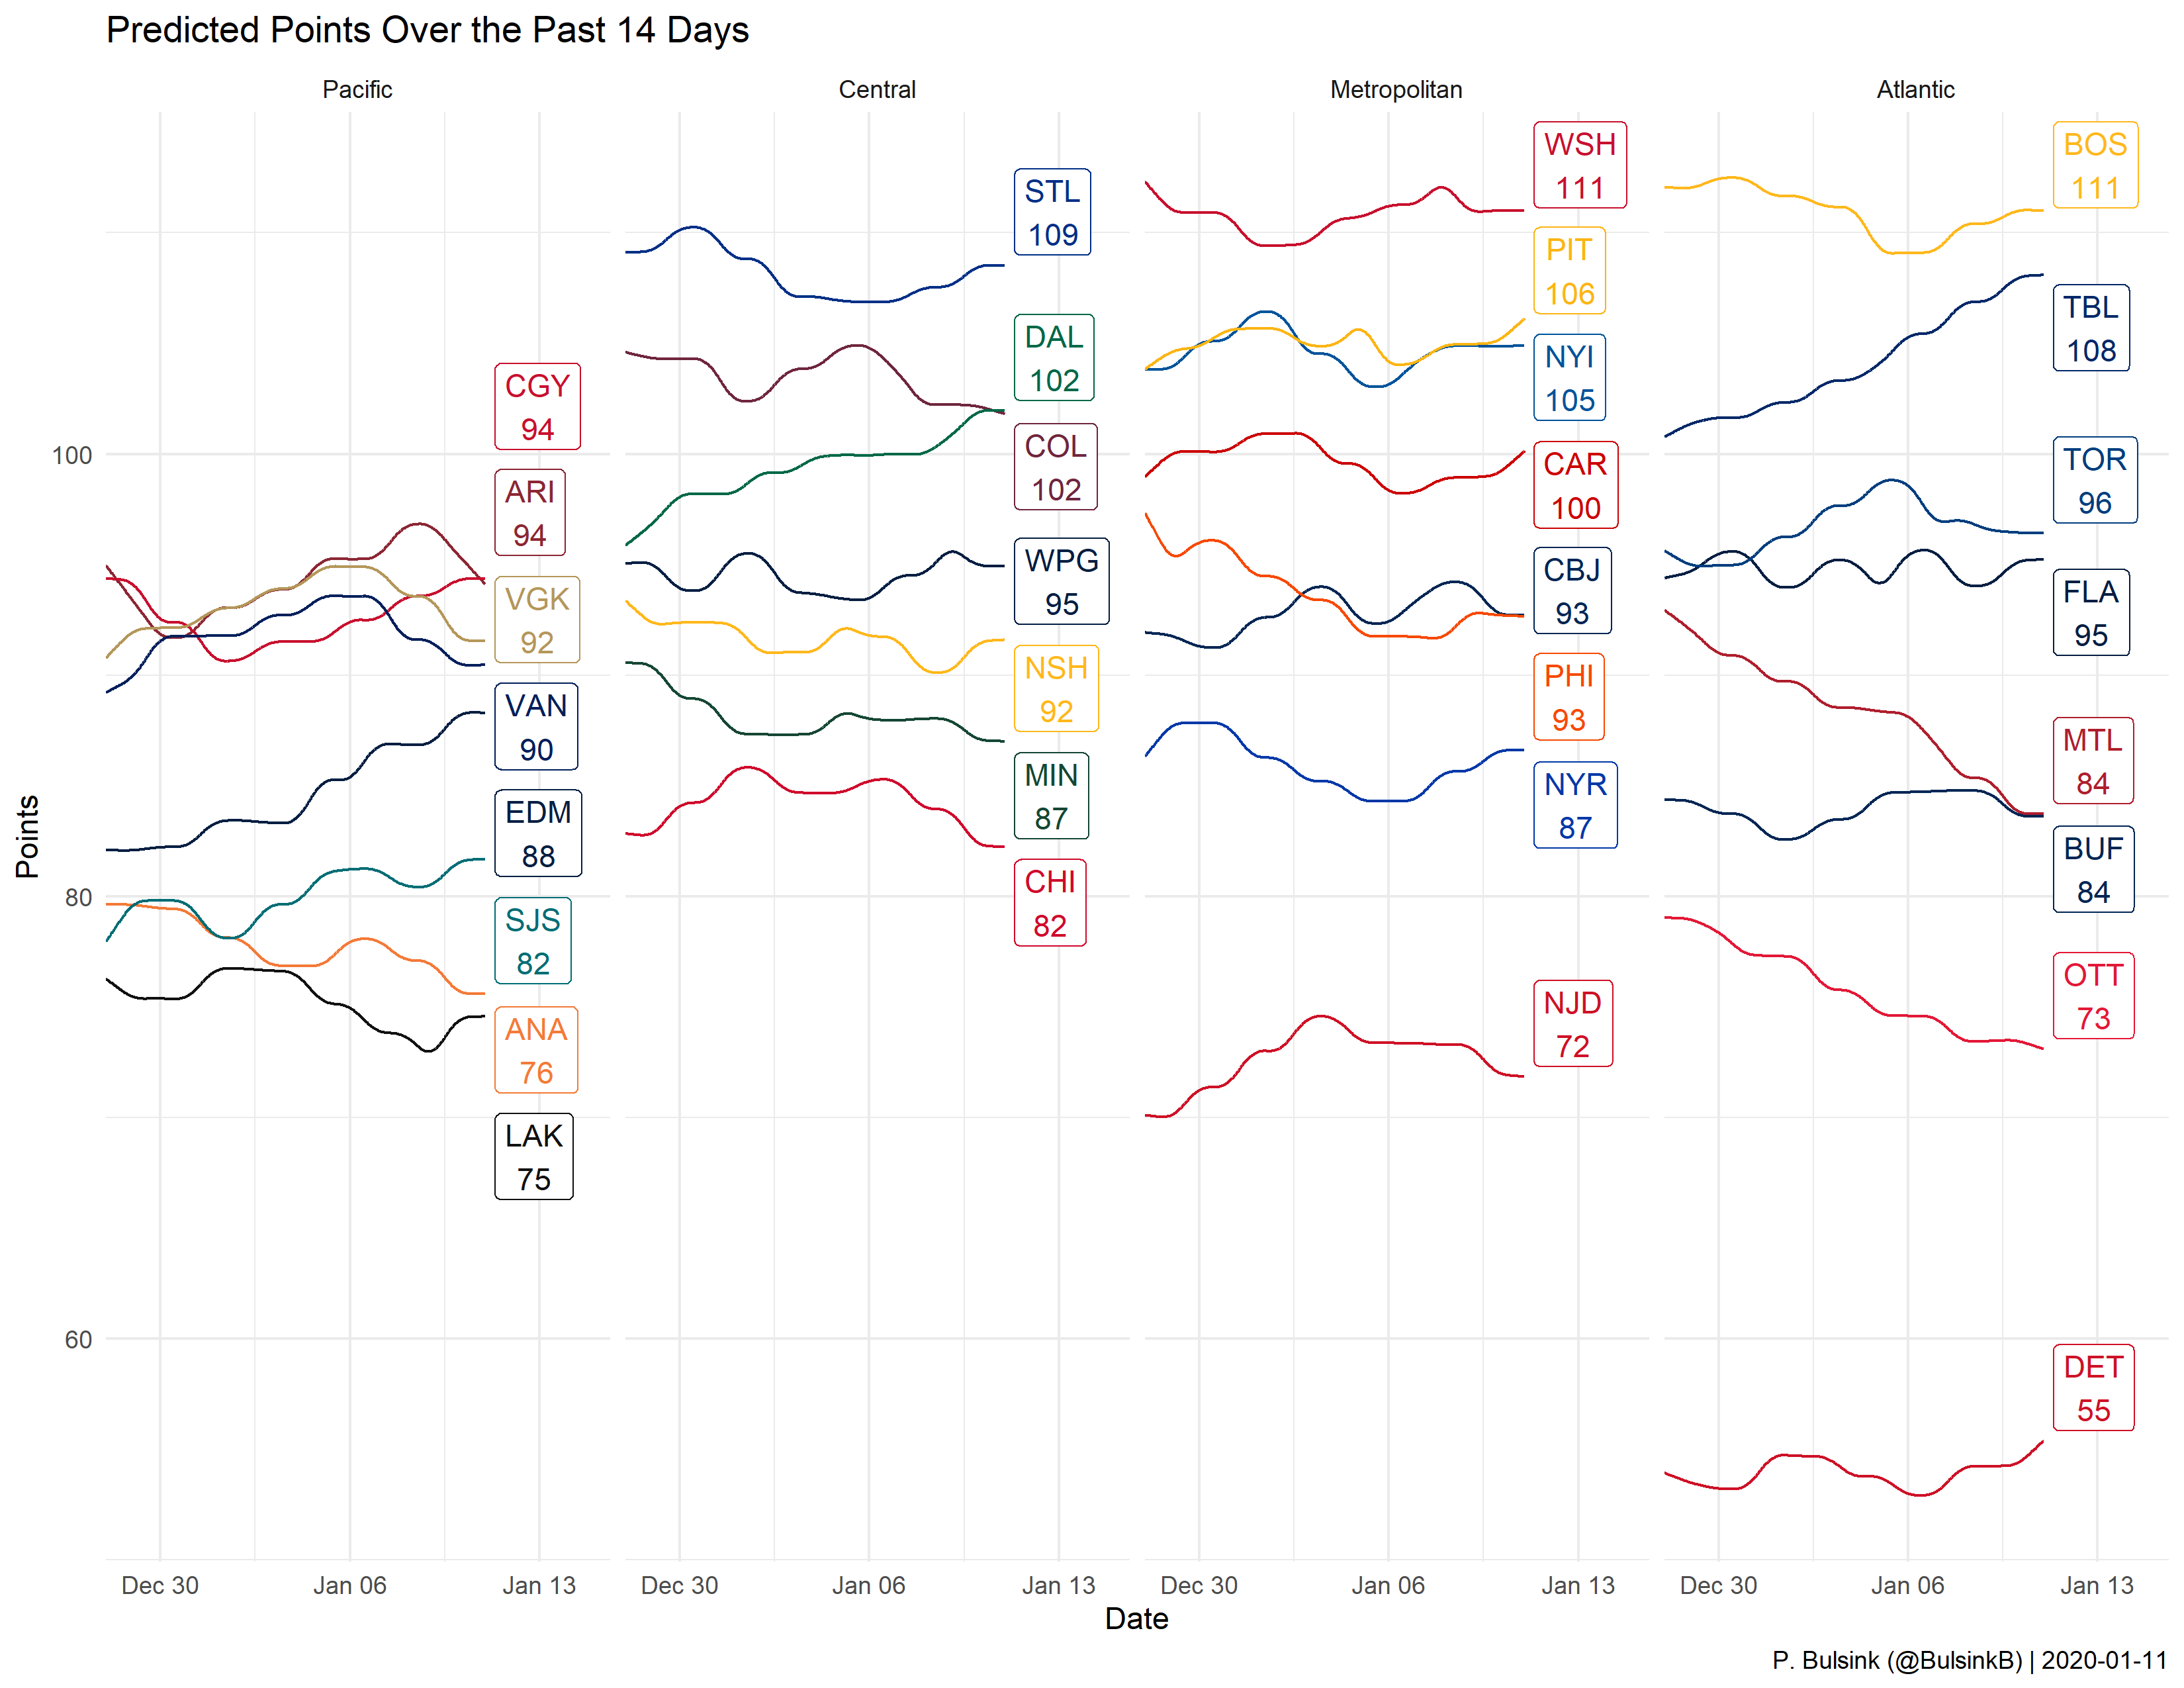 Predicted Points Over the Past 14 Days
Pacific
Central
Metropolitan
Atlantic
Points
100
80
60
CGY
94
ARI
94
VGK
92
VAN
90
EDM
88
SJS
82
ANA
76
LAK
75
STL
109
DAL
102
COL
102
WPG
95
NSH
92
MIN
87
CHI
82
WSH
111
PIT
106
NYI
105
CAR
100
CBJ
93
PHI
93
NYR
87
NJD
72
BOS
111
TBL
108
TOR
96
FLA
95
MTL
84
BUF
84
OTT
73
DET
55
Dec 30 Jan 06 Jan 13
Dec 30 Jan 06 Jan 13
Dec 30 Jan 06 Jan 13
Dec 30 Jan 06 Jan 13
Date
P. Bulsink (@BulsinkB) | 2020-01-11